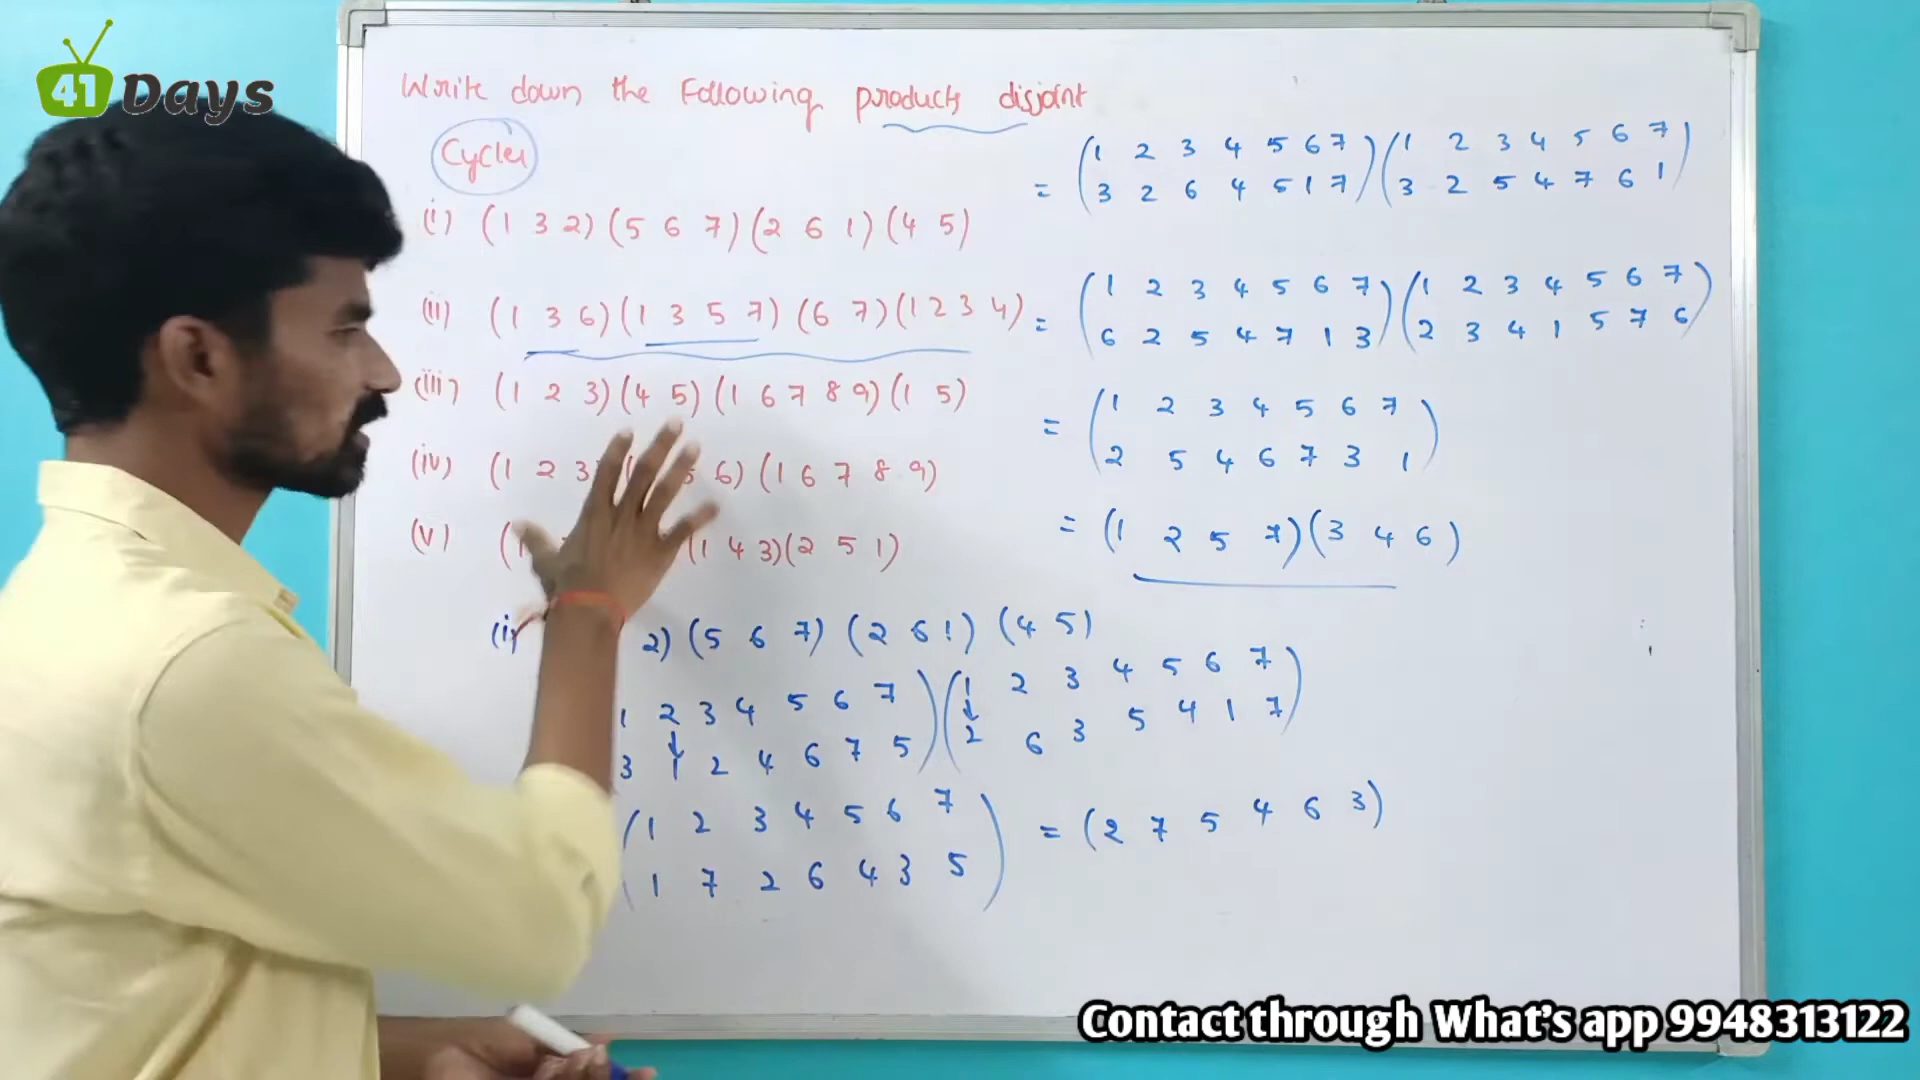 41 Days
Write down the Following products disjoint
Cycles
(i) (1 3 2) (5 6 7) (2 6 1) (4 5)
(ii) (1 3 6) (1 3 5 7) (6 7) (1 2 3 4)
(iii) (1 2 3) (4 5) (1 6 7 8 9) (1 5)
(iv) (1 2 3 6) (1 6 7 8 9)
(v) (1 (1 4 3) (2 5 1)
= (1 2 3 4 5 6 7) (1 2 3 4 5 6 7)
3 2 6 4 5 1 7 3 2 5 4 7 6 1
= (1 2 3 4 5 6 7) (1 2 3 4 5 6 7)
6 2 5 4 7 1 3 2 3 4 1 5 7 6
= (1 2 3 4 5 6 7)
2 5 4 6 7 3 1
= (1 2 5 7) (3 4 6)
(i) 2) (5 6 7) (2 6 1) (4 5)
1 2 3 4 5 6 7) (1 2 3 4 5 6 7)
3 1 2 4 6 7 5 2 6 3 5 4 1 7
(1 2 3 4 5 6 7) = (2 7 5 4 6 3)
1 7 2 6 4 3 5
Contact through What's app 9948313122